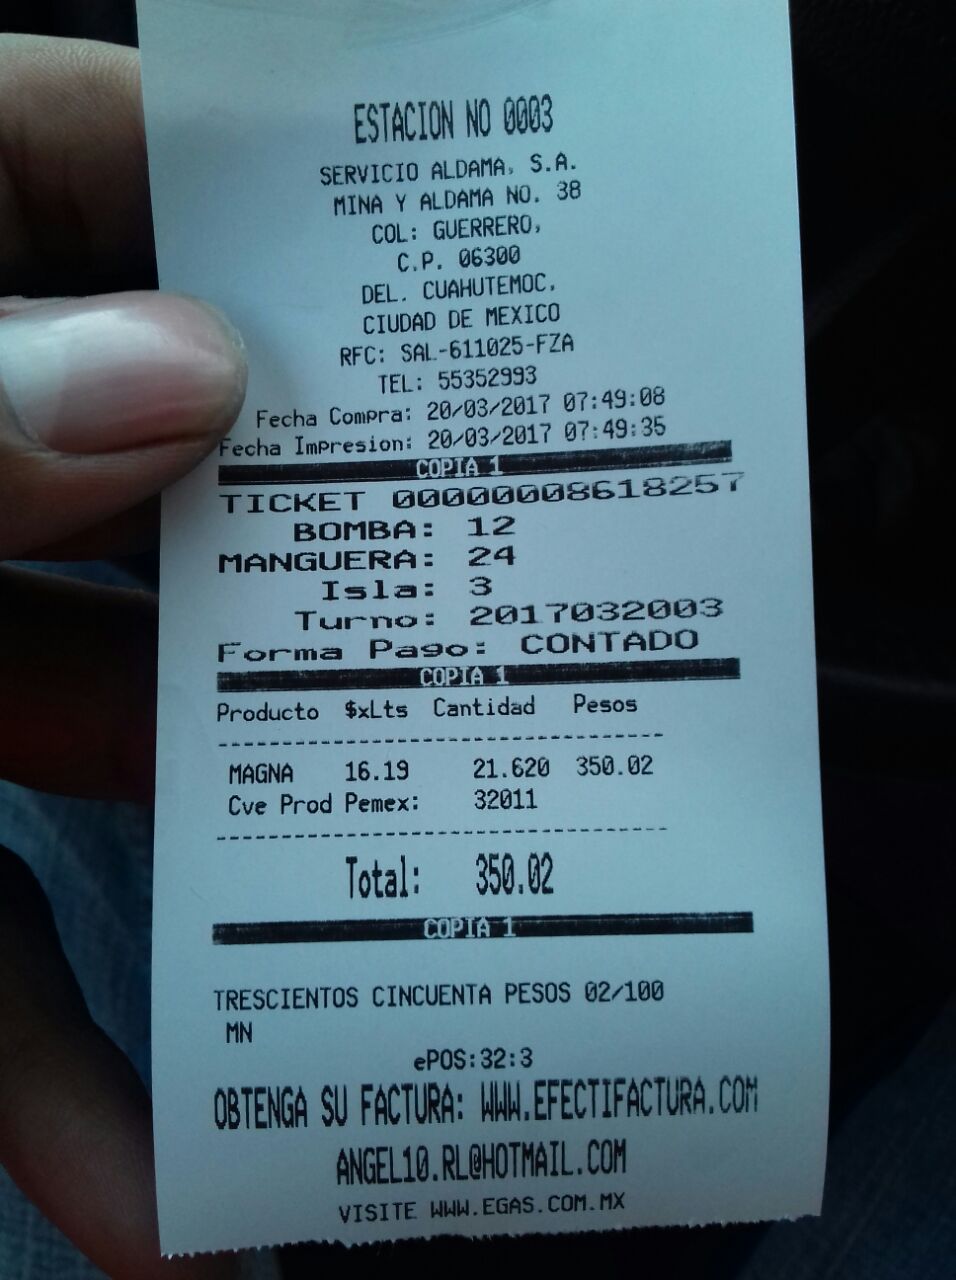 ESTACION NO 0003
SERVICIO ALDAMA, S.A.
MINA Y ALDAMA NO. 38
COL: GUERRERO,
C.P. 06300
DEL. CUAHUTEMOC,
CIUDAD DE MEXICO
RFC: SAL-611025-FZA
TEL: 55352993
Fecha Compra: 20/03/2017 07:49:08
Fecha Impresion: 20/03/2017 07:49:35
COPIA 1
TICKET 00000008618257
BOMBA: 12
MANGUERA: 24
Isla: 3
Turno: 2017032003
Forma Pago: CONTADO
COPIA 1
Producto $xLts Cantidad Pesos
MAGNA 16.19 21.620 350.02
Cve Prod Pemex: 32011
Total: 350.02
COPIA 1
TRESCIENTOS CINCUENTA PESOS 02/100
MN
ePOS:32:3
OBTENGA SU FACTURA: WWW.EFECTIFACTURA.COM
ANGEL10.RL@HOTMAIL.COM
VISITE WWW.EGAS.COM.MX